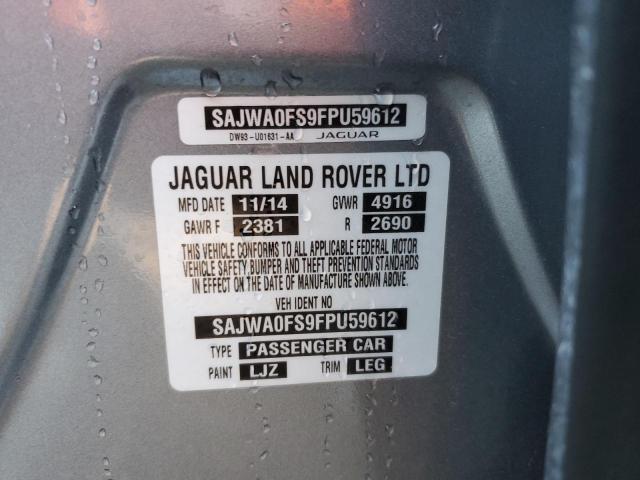 SAJWA0FS9FPU59612
DW93-U01631-AA JAGUAR
JAGUAR LAND ROVER LTD
MFD DATE 11/14 GVWR 4916
GAWR F 2381 R 2690
THIS VEHICLE CONFORMS TO ALL APPLICABLE FEDERAL MOTOR
VEHICLE SAFETY, BUMPER AND THEFT PREVENTION STANDARDS
IN EFFECT ON THE DATE OF MANUFACTURE SHOWN ABOVE.
VEH IDENT NO
SAJWA0FS9FPU59612
TYPE PASSENGER CAR
PAINT LJZ TRIM LEG